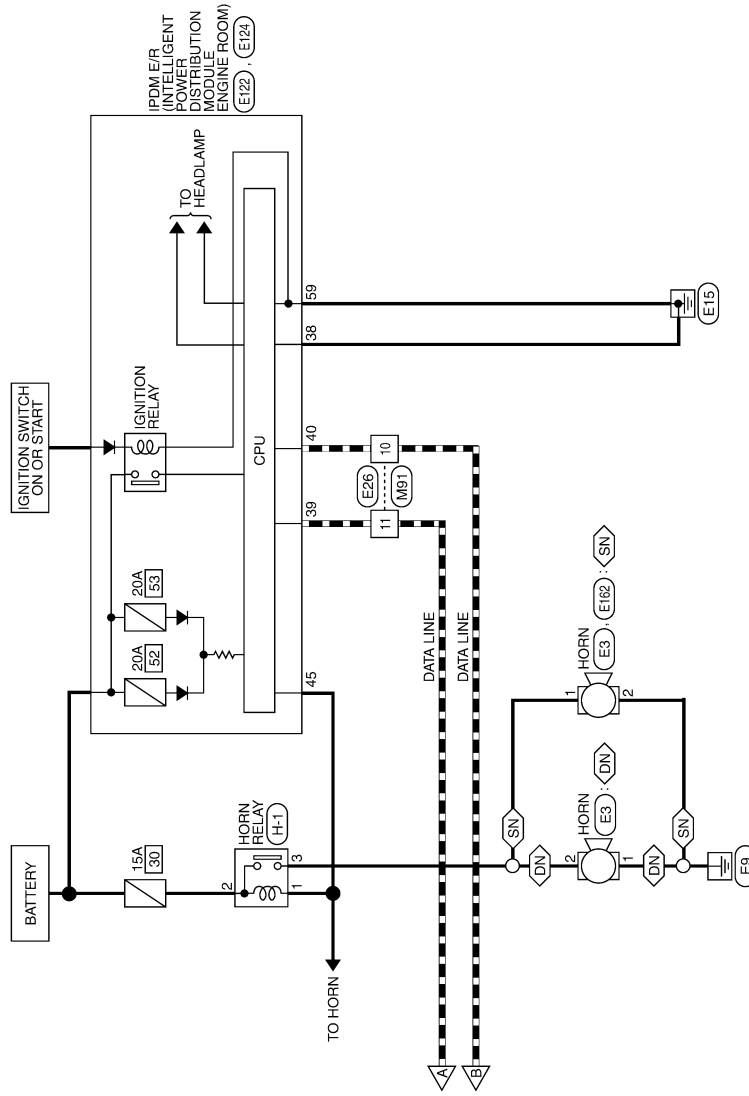 IGNITION SWITCH
ON OR START
BATTERY
IPDM E/R
(INTELLIGENT
POWER
DISTRIBUTION
MODULE
ENGINE ROOM)
E122 , E124
20A
52
20A
53
IGNITION
RELAY
TO
HEADLAMP
CPU
15A
30
HORN
RELAY
H-1
2
1
3
45
39
40
38
59
TO HORN
11
10
E26
M91
DATA LINE
DATA LINE
A
B
E15
SN
DN
2
HORN
E3 : DN
1
DN
SN
1
HORN
E3 , E162 : SN
2
E9